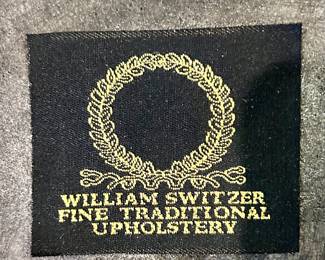 WILLIAM SWITZER
FINE TRADITIONAL
UPHOLSTERY